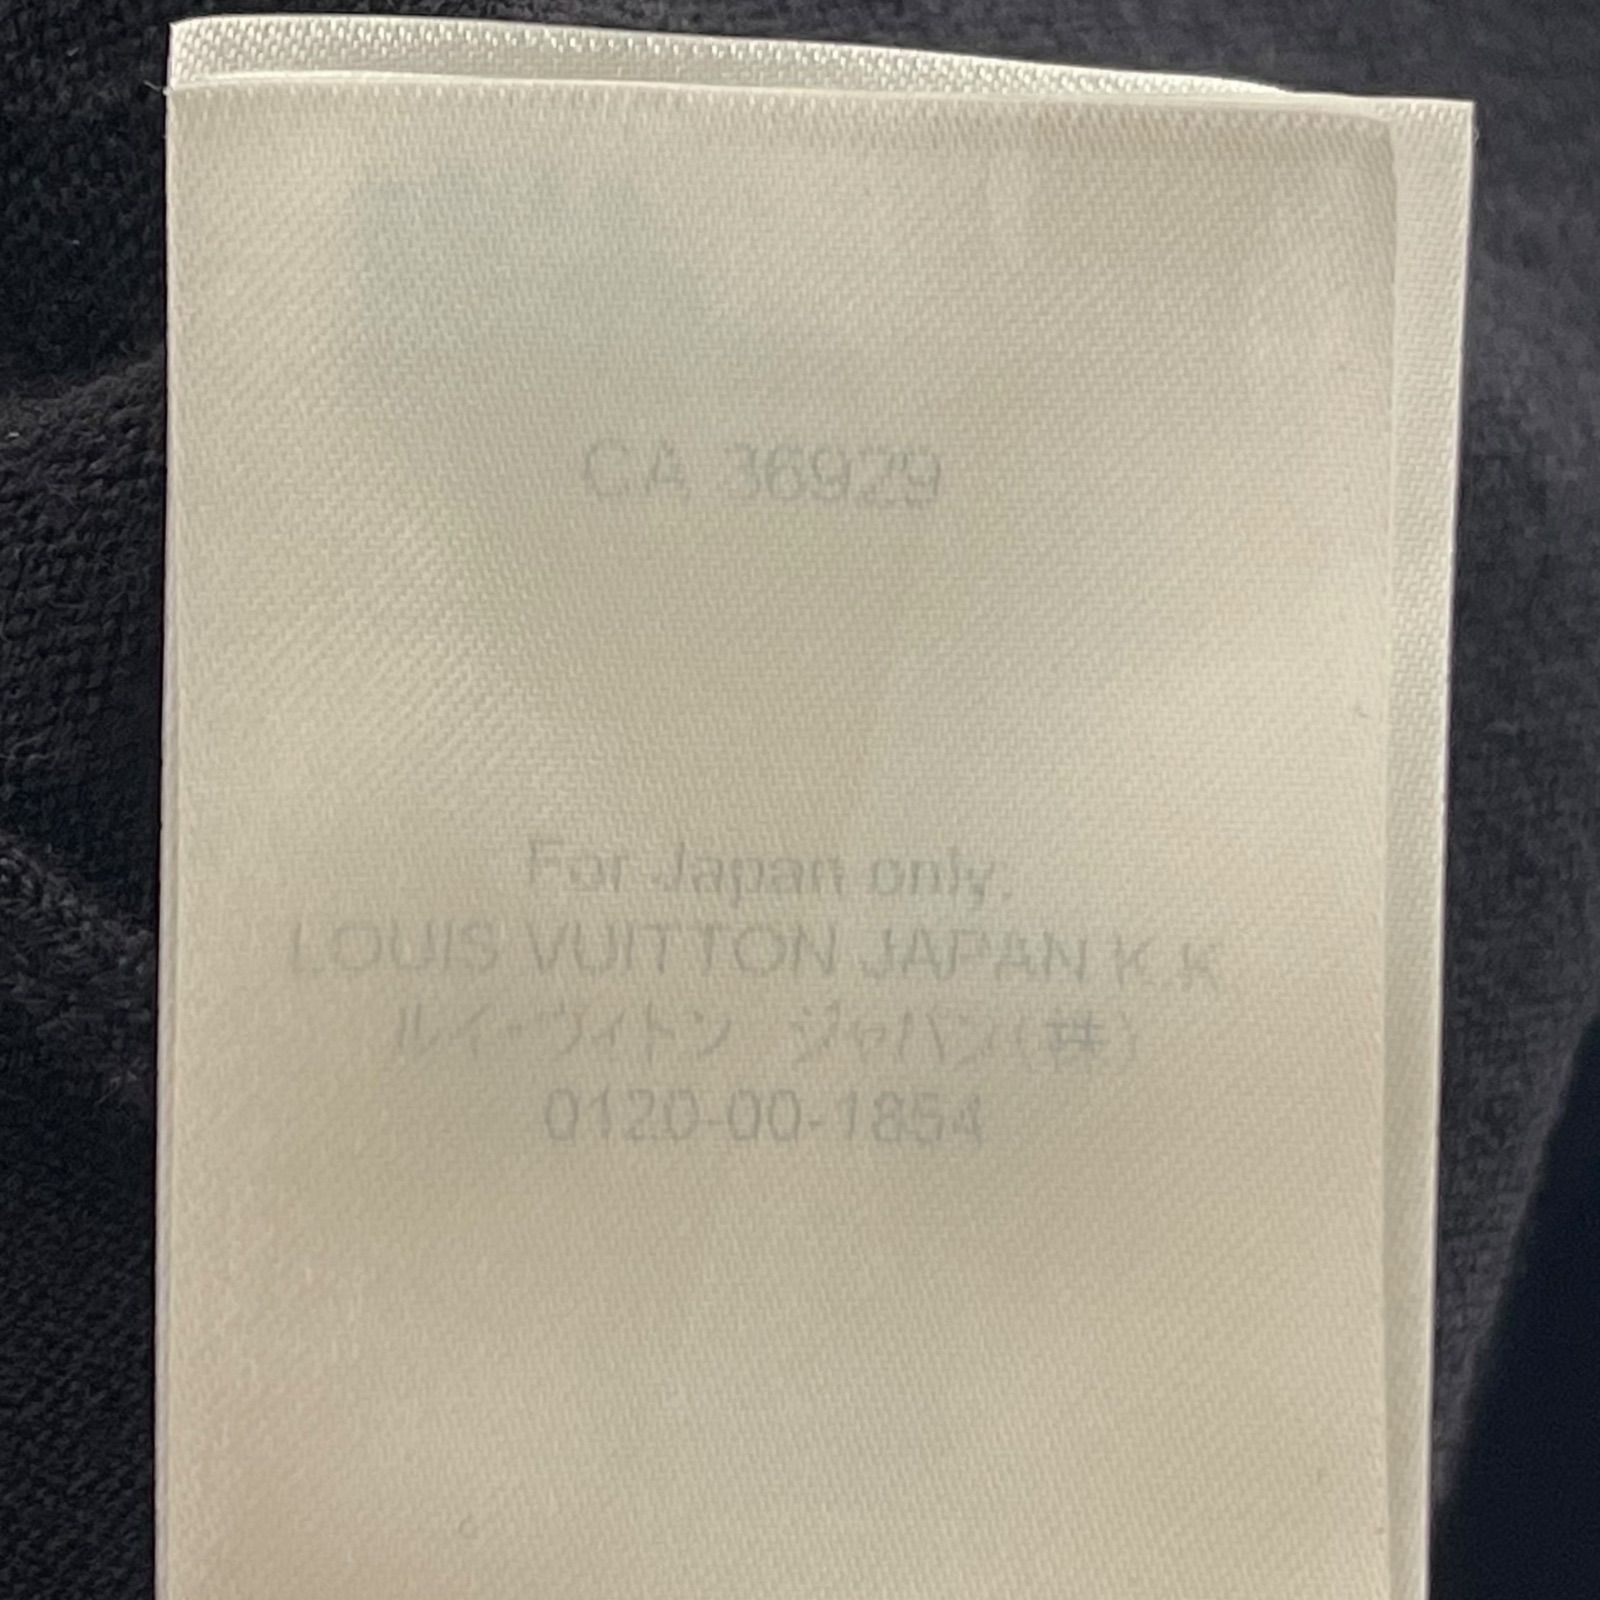 CA 36929
For Japan only:
LOUIS VUITTON JAPAN K.K
ルイ・ヴィトン ジャパン(株)
0120-00-1854